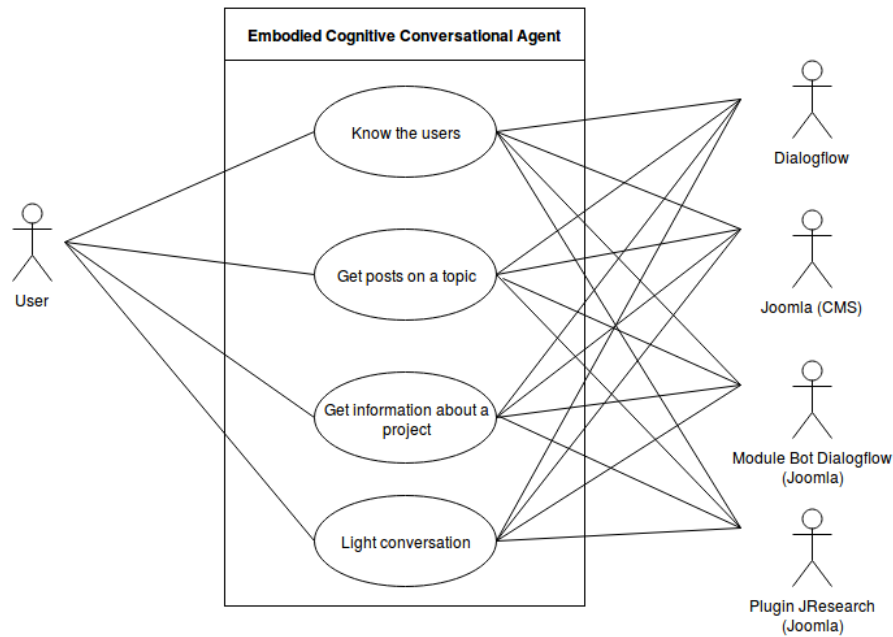 Embodied Cognitive Conversational Agent
Know the users
Get posts on a topic
Get information about a
project
Light conversation
User
Dialogflow
Joomla (CMS)
Module Bot Dialogflow
(Joomla)
Plugin JResearch
(Joomla)